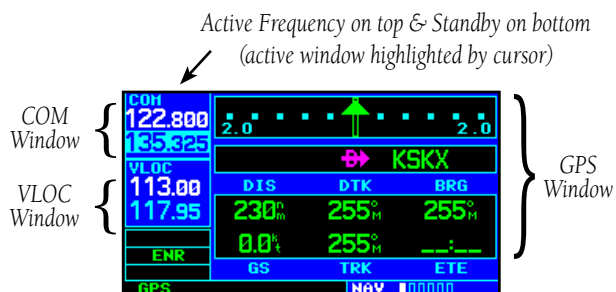 Active Frequency on top & Standby on bottom
(active window highlighted by cursor)
COM
Window
VLOC
Window
COM
122.800
135.325
VLOC
113.00
117.95
ENR
GPS
2.0 2.0
D KSKX
DIS DTK BRG
230nm 255°M 255°M
0.0kt 255°M __:__
GS TRK ETE
NAV
GPS
Window